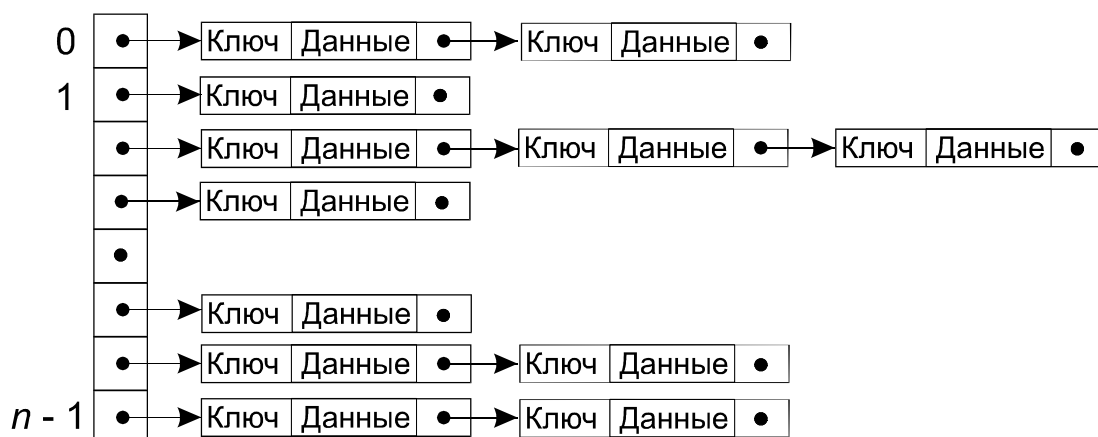 0 Ключ Данные Ключ Данные
1 Ключ Данные
Ключ Данные Ключ Данные Ключ Данные
Ключ Данные
Ключ Данные
Ключ Данные Ключ Данные
n - 1 Ключ Данные Ключ Данные